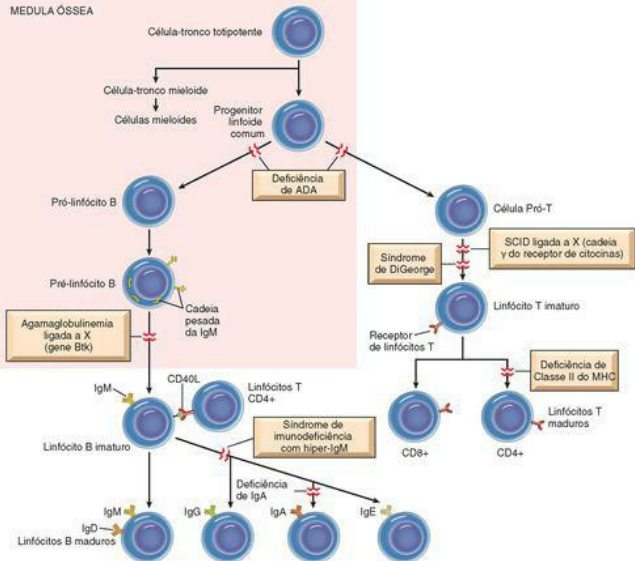 MEDULA ÓSSEA
Célula-tronco totipotente
Célula-tronco mieloide
Células mieloides
Progenitor
linfoide
comum
Deficiência
de ADA
Pró-linfócito B
Célula Pró-T
Síndrome
de DiGeorge
SCID ligada a X (cadeia
γ do receptor de citocinas)
Pré-linfócito B
Cadeia
pesada
da IgM
Linfócito T imaturo
Agamaglobulinemia
ligada a X
(gene Btk)
Receptor
de linfócitos T
Deficiência de
Classe II do MHC
IgM
CD40L
Linfócitos T
CD4+
Linfócito B imaturo
Síndrome de
imunodeficiência
com hiper-IgM
CD8+
CD4+
Linfócitos T
maduros
Deficiência
de IgA
IgM
IgD
IgG
IgA
IgE
Linfócitos B maduros